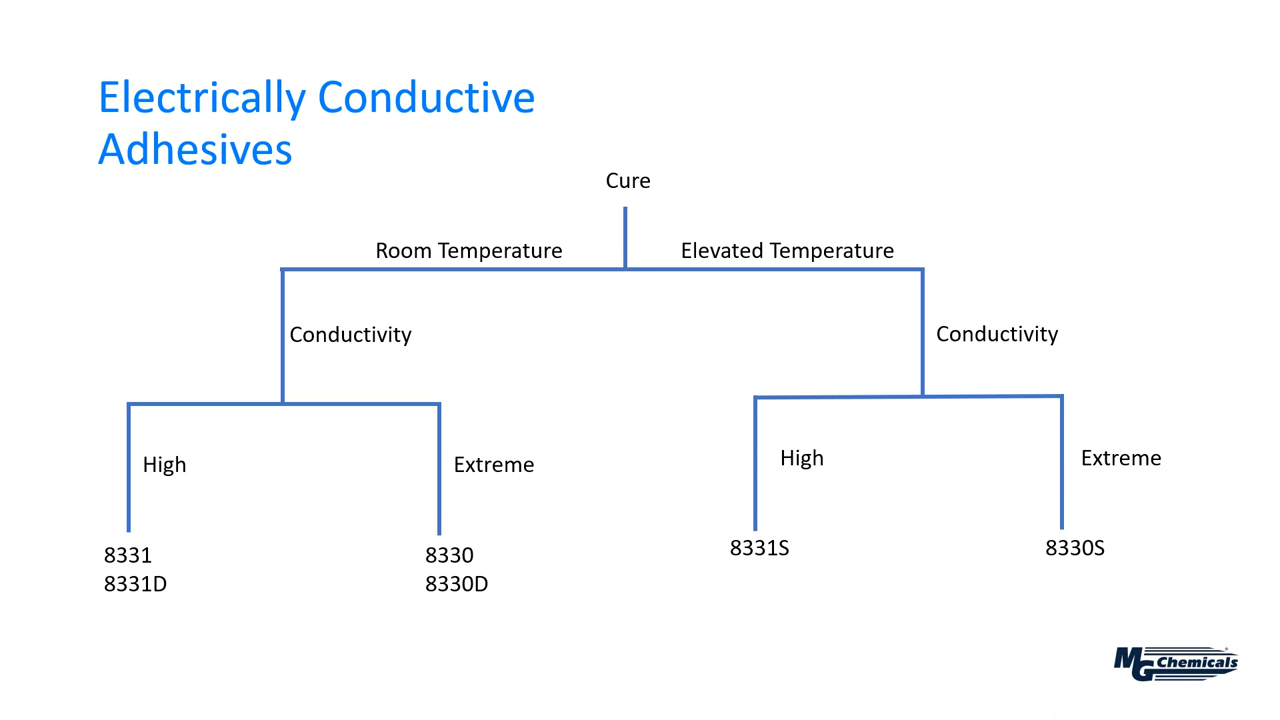 Electrically Conductive
Adhesives
Cure
Room Temperature
Elevated Temperature
Conductivity
Conductivity
High
Extreme
High
Extreme
8331
8331D
8330
8330D
8331S
8330S
MG Chemicals